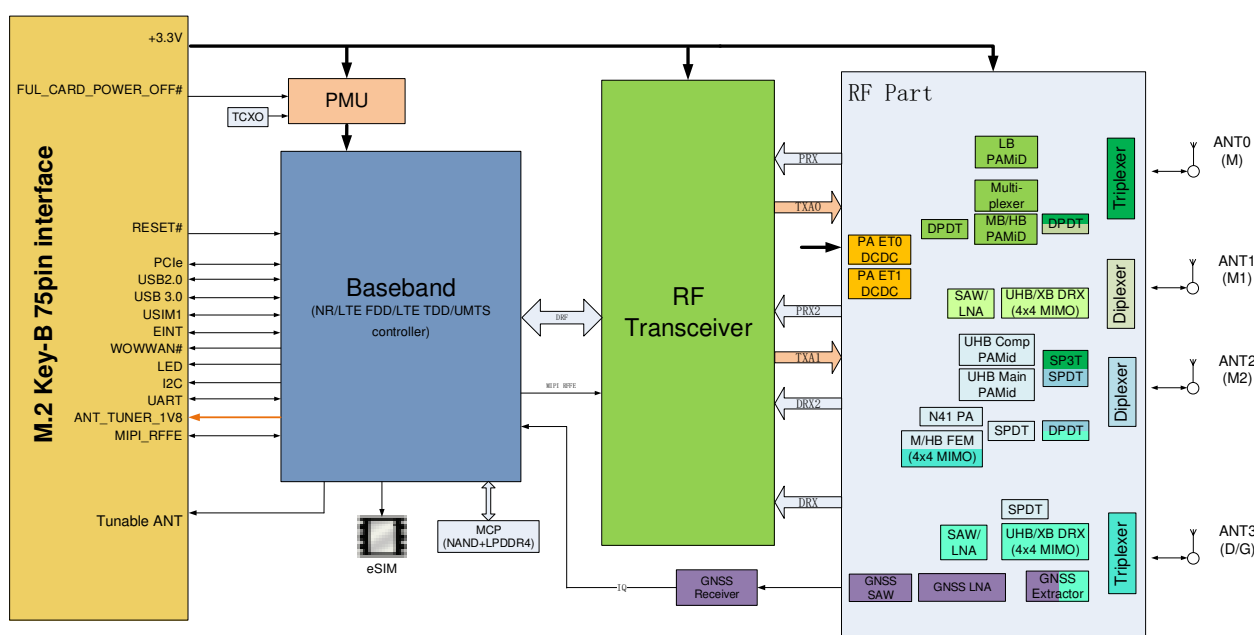 +3.3V
FUL_CARD_POWER_OFF#
M.2 Key-B 75pin interface
RESET#
PCIe
USB2.0
USB 3.0
USIM1
EINT
WOWWAN#
LED
I2C
UART
ANT_TUNER_1V8
MIPI_RFFE
Tunable ANT
PMU
TCXO
Baseband
(NR/LTE FDD/LTE TDD/UMTS
controller)
eSIM
MCP
(NAND+LPDDR4)
DRF
MIPI RFFE
IQ
RF
Transceiver
GNSS
Receiver
PRX
TXA0
PRX2
TXA1
DRX2
DRX
RF Part
LB
PAMiD
Multi-
plexer
DPDT
MB/HB
PAMiD
DPDT
PA ET0
DCDC
PA ET1
DCDC
SAW/
LNA
UHB/XB DRX
(4x4 MIMO)
UHB Comp
PAMid
UHB Main
PAMid
SP3T
SPDT
N41 PA
M/HB FEM
(4x4 MIMO)
SPDT
DPDT
SPDT
SAW/
LNA
UHB/XB DRX
(4x4 MIMO)
GNSS
SAW
GNSS LNA
GNSS
Extractor
Triplexer
Diplexer
Diplexer
Triplexer
ANT0
(M)
ANT1
(M1)
ANT2
(M2)
ANT3
(D/G)